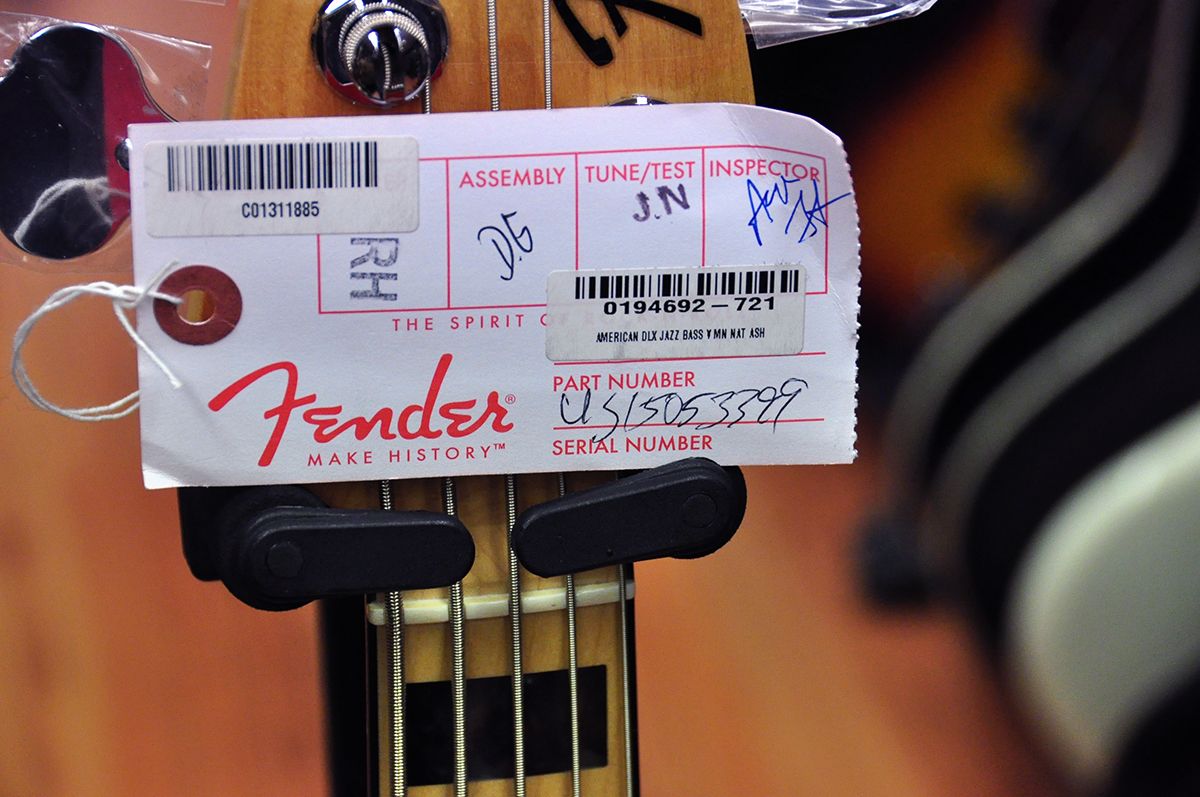 C01311885
ASSEMBLY
TUNE/TEST
INSPECTOR
RH
D.G
J.N
0194692-721
AMERICAN DLX JAZZ BASS V MN NAT ASH
THE SPIRIT
Fender®
MAKE HISTORY™
PART NUMBER
US15053399
SERIAL NUMBER